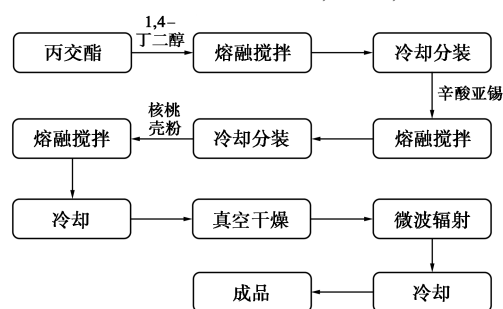 丙交酯
1,4-
丁二醇
熔融搅拌
冷却分装
辛酸亚锡
熔融搅拌
冷却分装
核桃
壳粉
熔融搅拌
冷却
真空干燥
微波辐射
冷却
成品